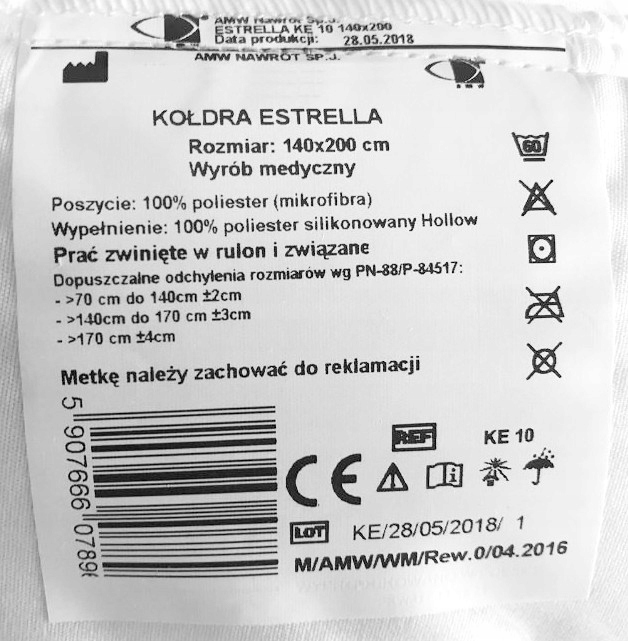 AMW Nawrot Sp.J.
ESTRELLA KE 10 140x200
Data produkcji: 28.05.2018
AMW NAWROT SP.J.
KOŁDRA ESTRELLA
Rozmiar: 140x200 cm
Wyrób medyczny
60
Poszycie: 100% poliester (mikrofibra)
Wypełnienie: 100% poliester silikonowany Hollow
Prać zwinięte w rulon i związane
Dopuszczalne odchylenia rozmiarów wg PN-88/P-84517:
- >70 cm do 140cm ±2cm
- >140cm do 170 cm ±3cm
- >170 cm ±4cm
Metkę należy zachować do reklamacji
5 907666 0789
REF KE 10
CE
LOT KE/28/05/2018/ 1
M/AMW/WM/Rew.0/04.2016